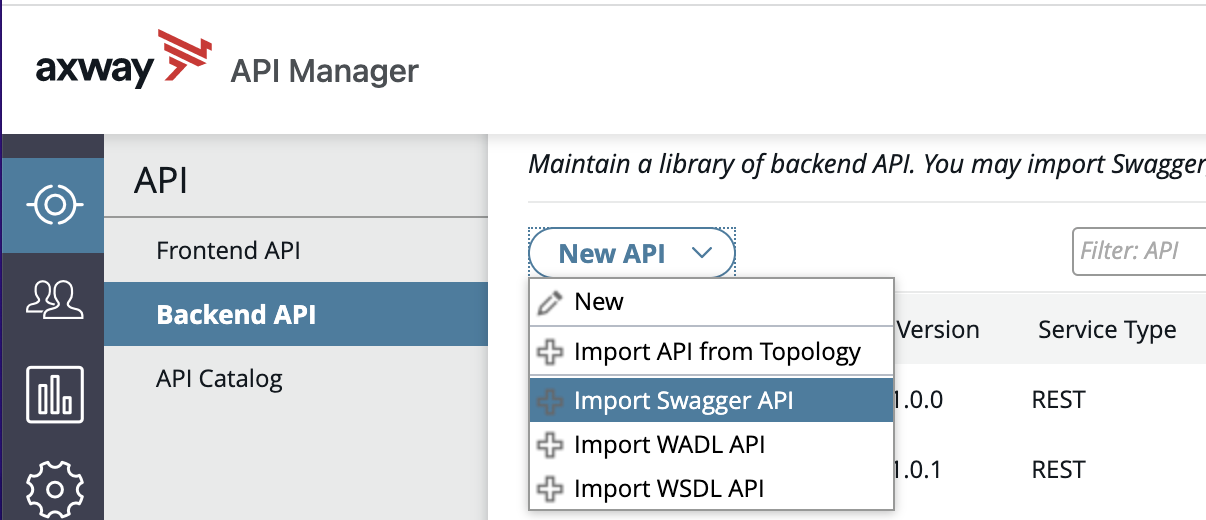 axway API Manager
API
Frontend API
Backend API
API Catalog
Maintain a library of backend API. You may import Swagger,
New API
Filter: API
New
Import API from Topology
Import Swagger API
Import WADL API
Import WSDL API
Version Service Type
1.0.0 REST
1.0.1 REST